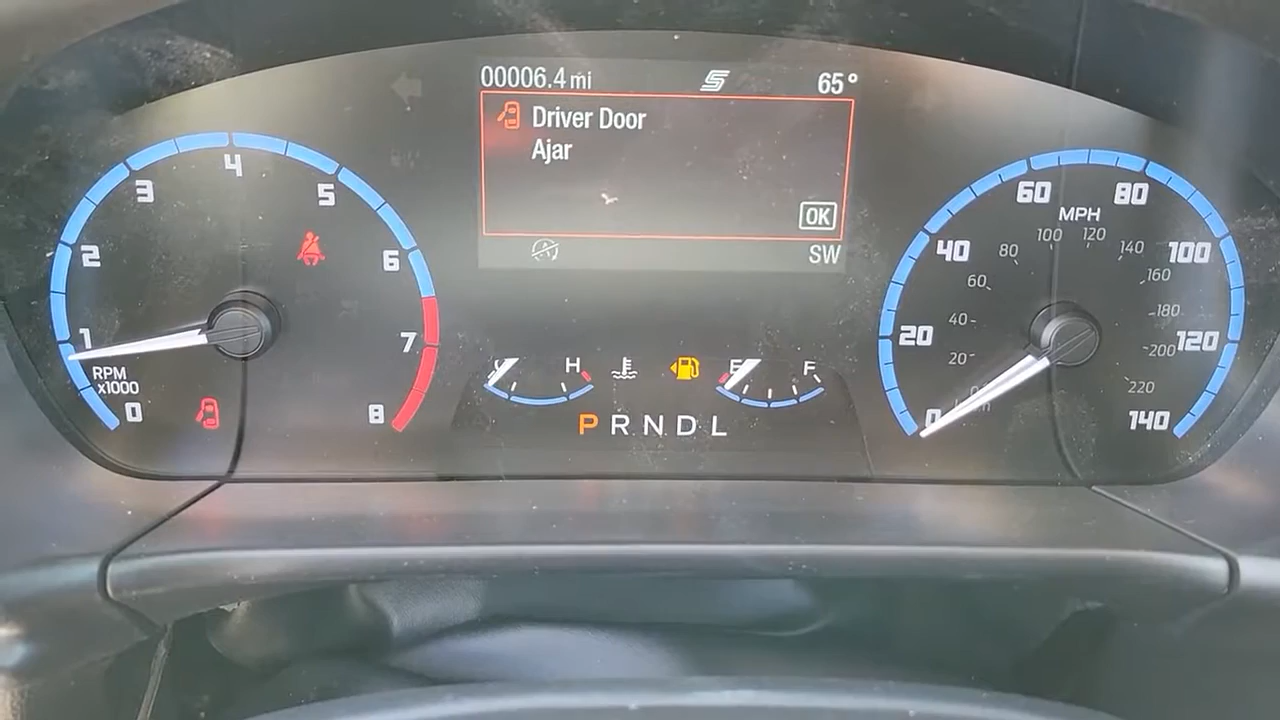 00006.4 mi 65°
Driver Door
Ajar
OK
SW
0 1 2 3 4 5 6 7 8
RPM
x1000
H
E F
P R N D L
0 20 40 60 80 100 120 140
MPH
20 40 60 80 100 120 140 160 180 200 220